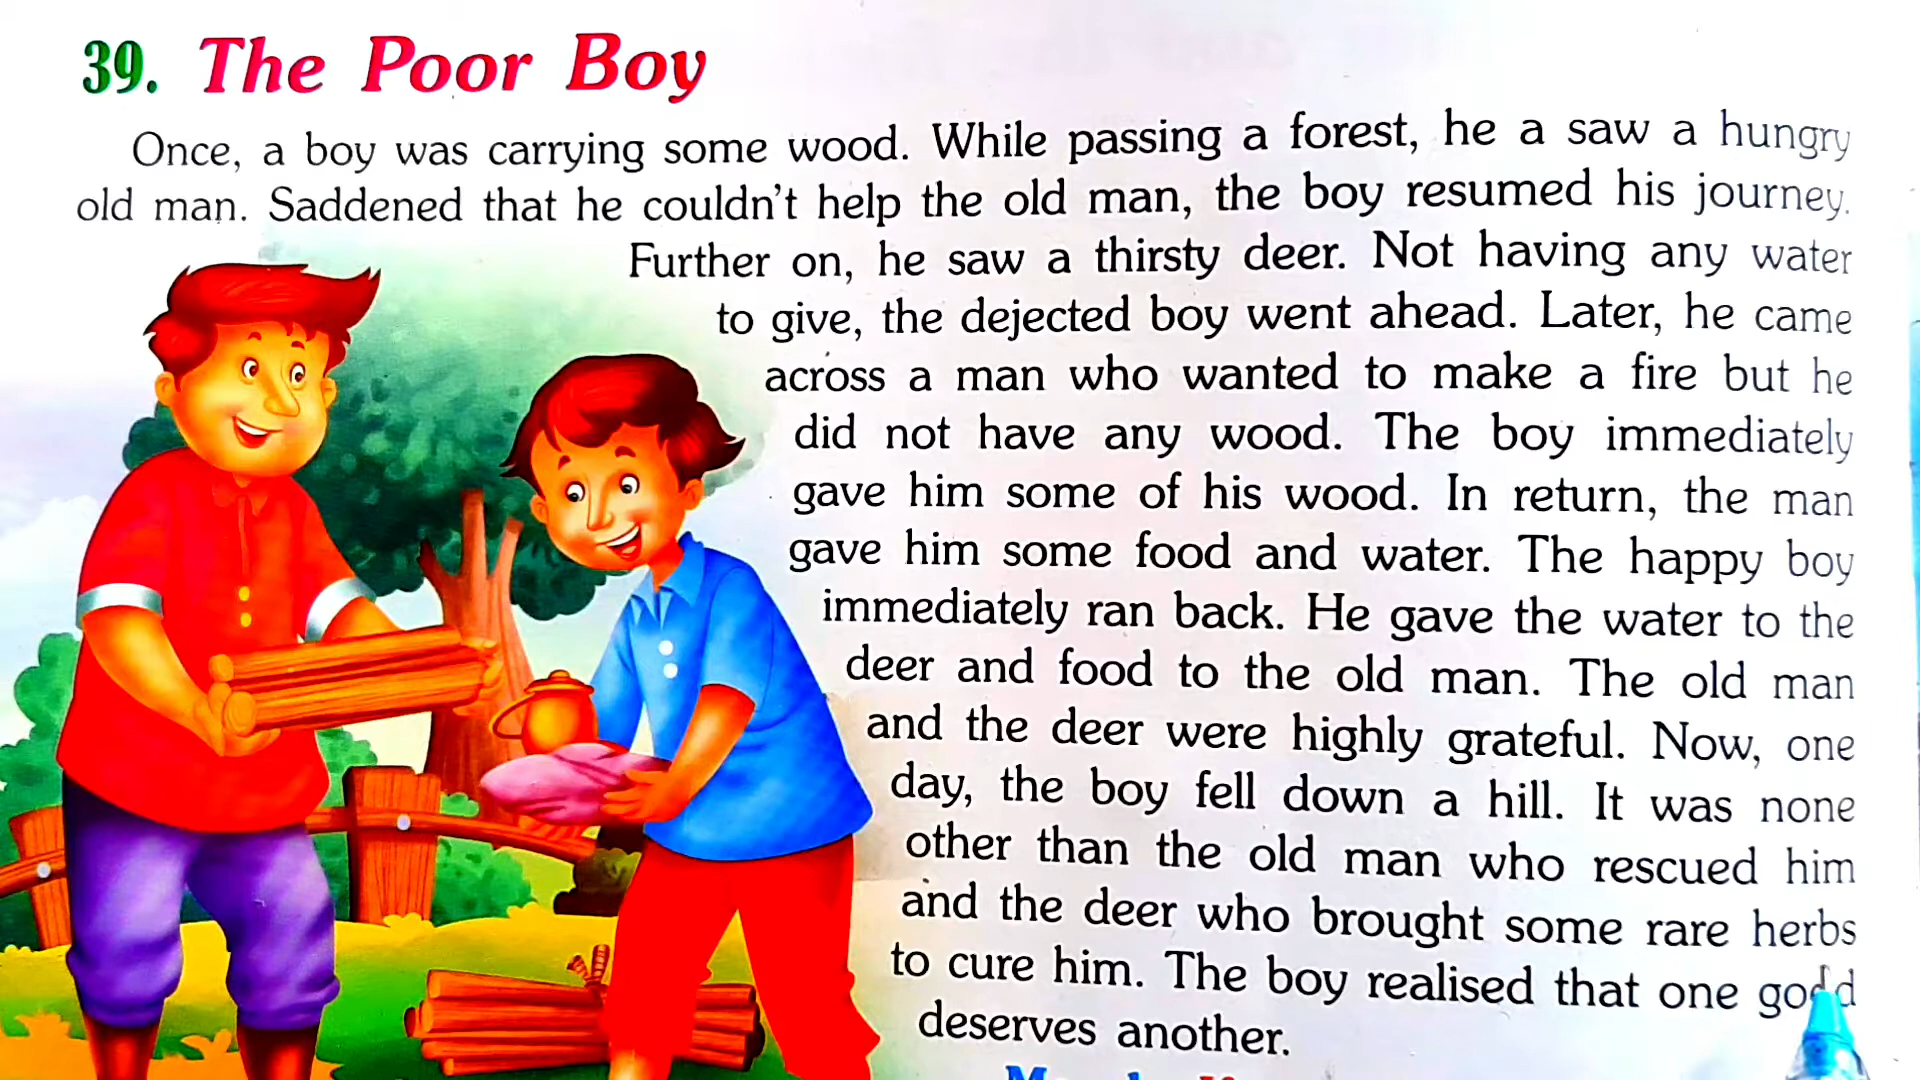 39. The Poor Boy
Once, a boy was carrying some wood. While passing a forest, he a saw a hungry
old man. Saddened that he couldn't help the old man, the boy resumed his journey.
Further on, he saw a thirsty deer. Not having any water
to give, the dejected boy went ahead. Later, he came
across a man who wanted to make a fire but he
did not have any wood. The boy immediately
gave him some of his wood. In return, the man
gave him some food and water. The happy boy
immediately ran back. He gave the water to the
deer and food to the old man. The old man
and the deer were highly grateful. Now, one
day, the boy fell down a hill. It was none
other than the old man who rescued him
and the deer who brought some rare herbs
to cure him. The boy realised that one
deserves another.